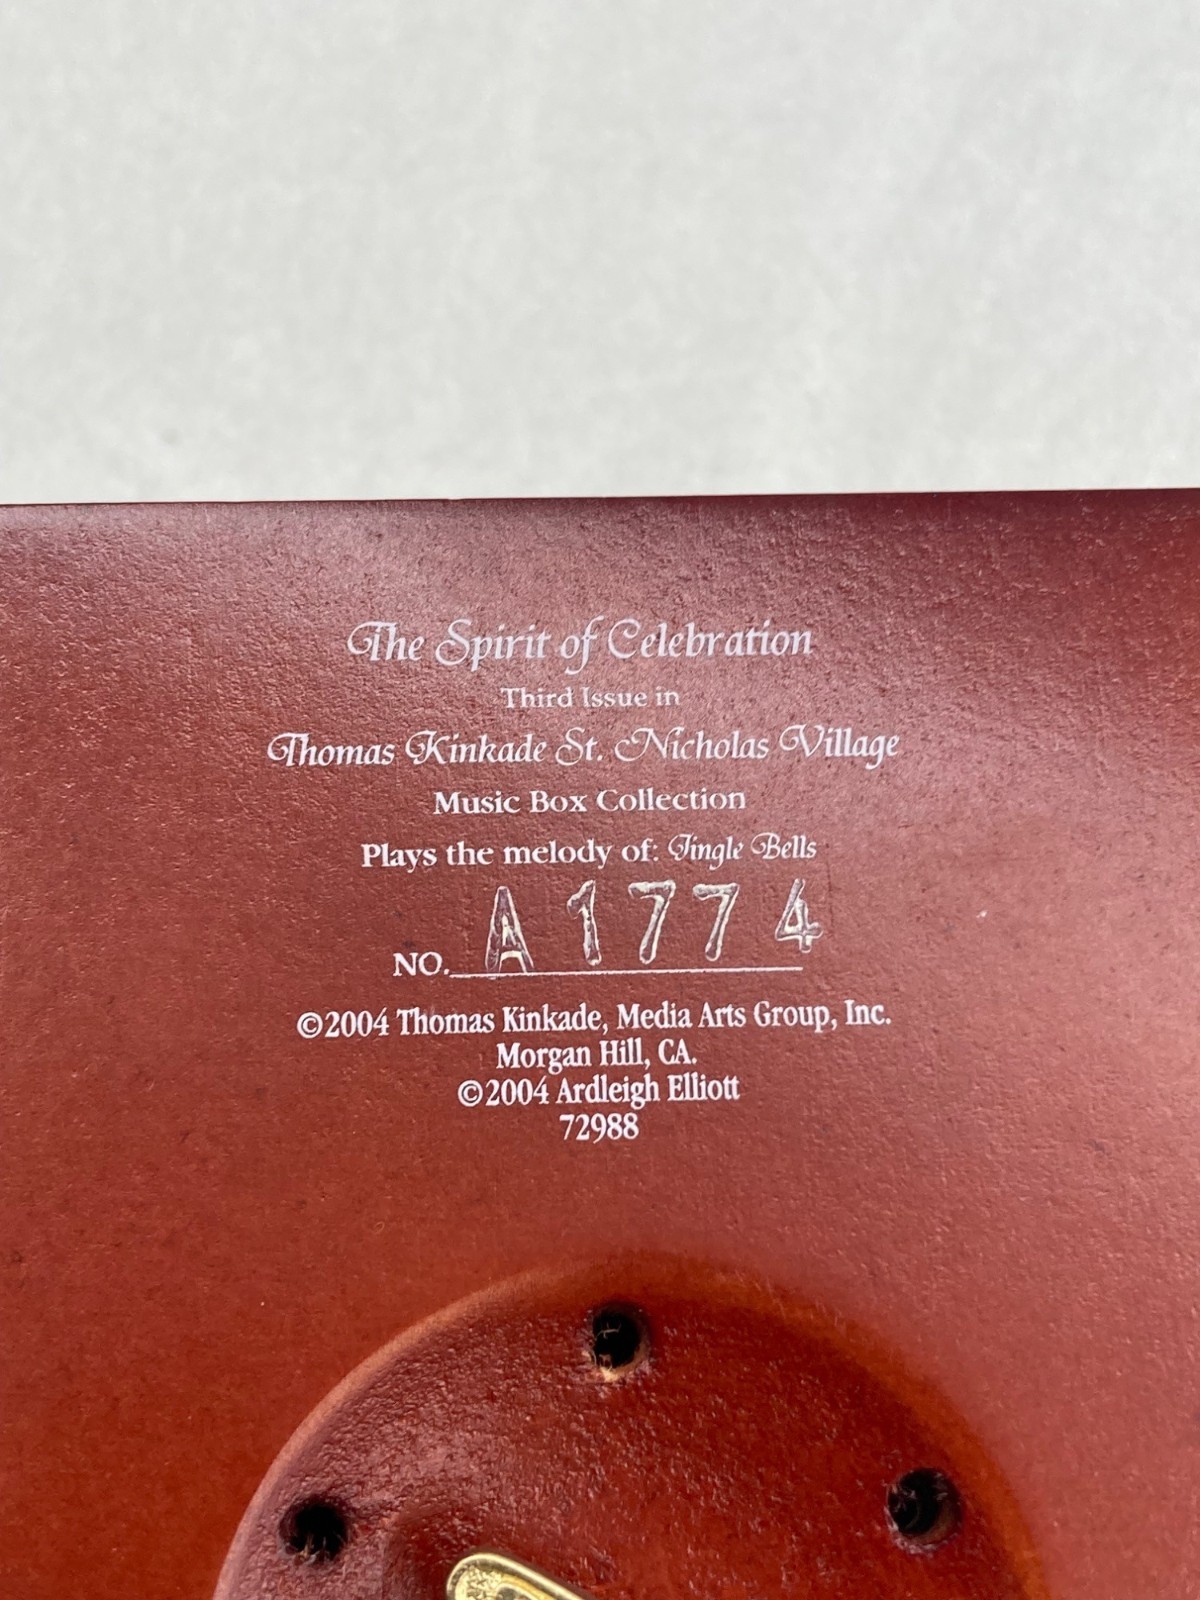 The Spirit of Celebration
Third Issue in
Thomas Kinkade St. Nicholas Village
Music Box Collection
Plays the melody of: Jingle Bells
NO. A1774
©2004 Thomas Kinkade, Media Arts Group, Inc.
Morgan Hill, CA.
©2004 Ardleigh Elliott
72988